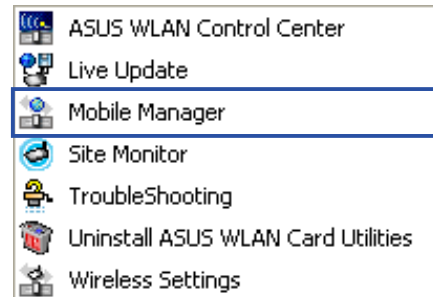 ASUS WLAN Control Center
Live Update
Mobile Manager
Site Monitor
TroubleShooting
Uninstall ASUS WLAN Card Utilities
Wireless Settings